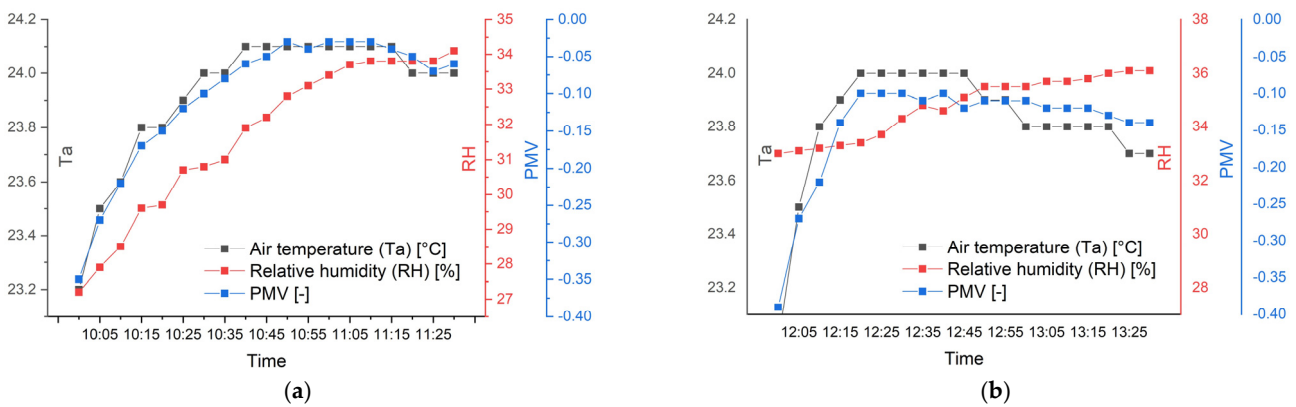 24.2
24.0
23.8
23.6
23.4
23.2
Ta
35
34
33
32
31
30
29
28
27
RH
0.00
-0.05
-0.10
-0.15
-0.20
-0.25
-0.30
-0.35
-0.40
PMV
Air temperature (Ta) [°C]
Relative humidity (RH) [%]
PMV [-]
10:05 10:15 10:25 10:35 10:45 10:55 11:05 11:15 11:25
Time
(a)
24.2
24.0
23.8
23.6
23.4
23.2
Ta
38
36
34
32
30
28
RH
0.00
-0.05
-0.10
-0.15
-0.20
-0.25
-0.30
-0.35
-0.40
PMV
Air temperature (Ta) [°C]
Relative humidity (RH) [%]
PMV [-]
12:05 12:15 12:25 12:35 12:45 12:55 13:05 13:15 13:25
Time
(b)